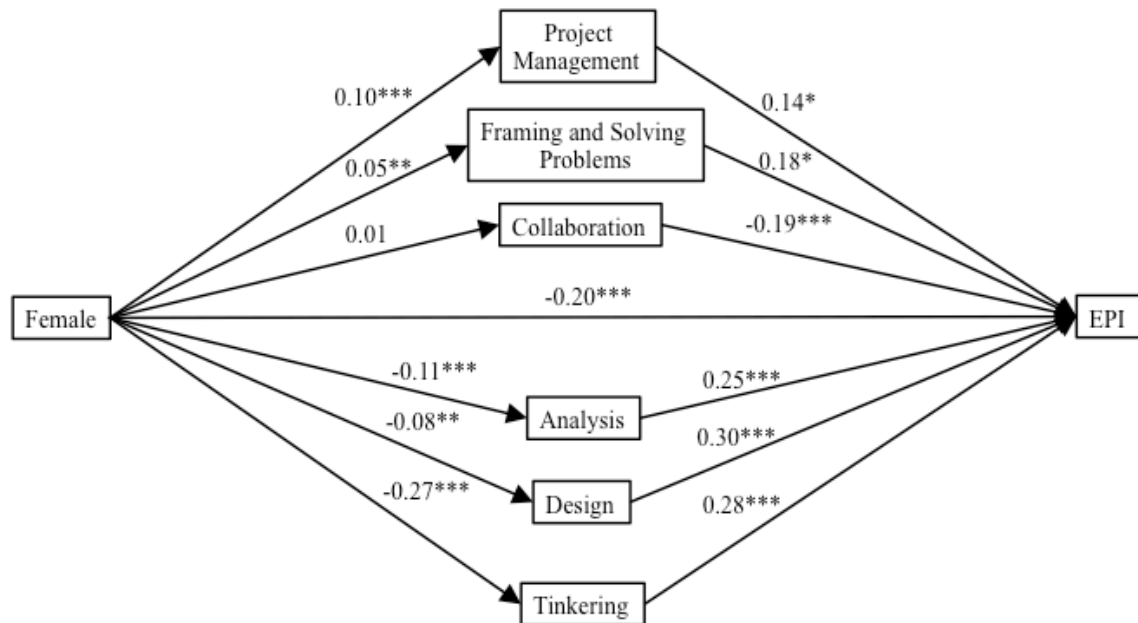 Project
Management
0.10***
0.14*
Framing and Solving
Problems
0.05**
0.18*
Collaboration
0.01
-0.19***
Female
-0.20***
EPI
-0.11***
0.25***
Analysis
-0.08**
0.30***
Design
-0.27***
0.28***
Tinkering